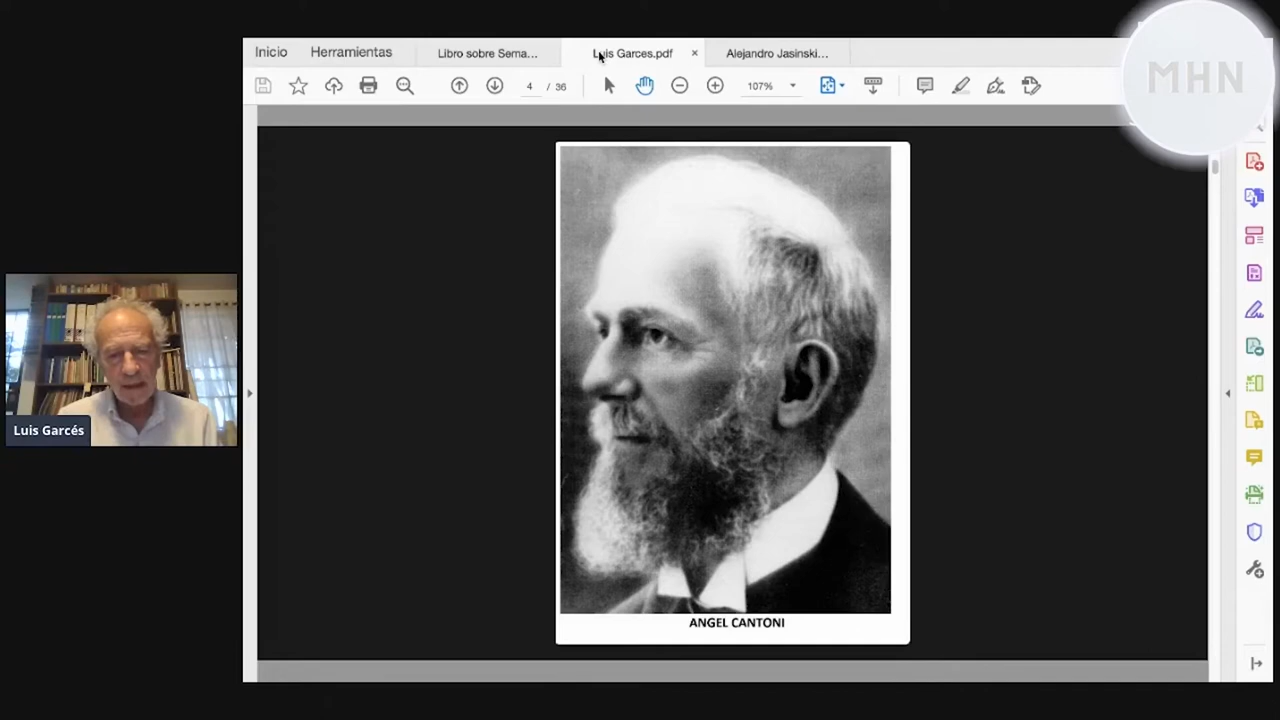 Inicio
Herramientas
Libro sobre Sema...
Luis Garces.pdf
Alejandro Jasinski...
4 / 36
107%
MHN
Luis Garcés
ANGEL CANTONI